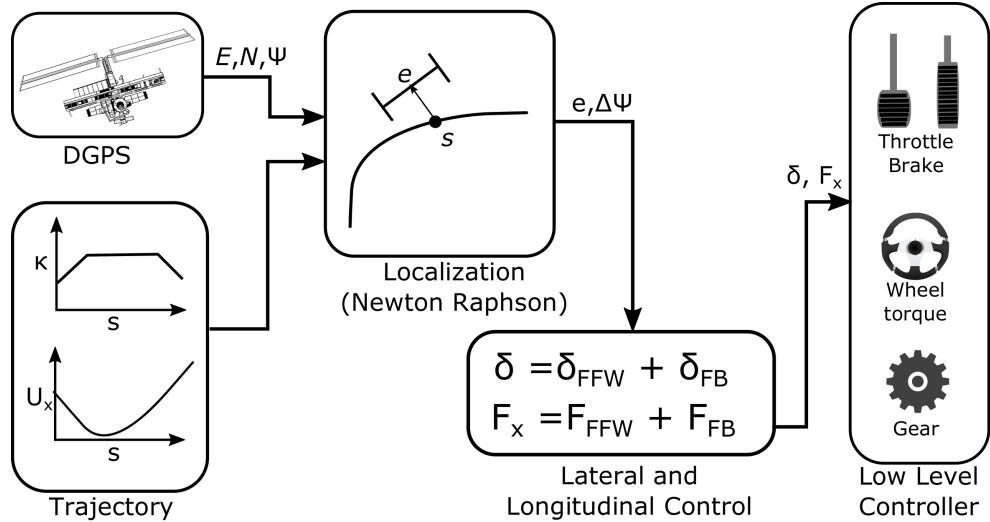 E,N,Ψ
DGPS
κ
s
Uₓ
s
Trajectory
e
s
Localization
(Newton Raphson)
e,ΔΨ
δ =δFFW + δFB
Fₓ =FFFW + FFB
Lateral and
Longitudinal Control
δ, Fₓ
Throttle
Brake
Wheel
torque
Gear
Low Level
Controller